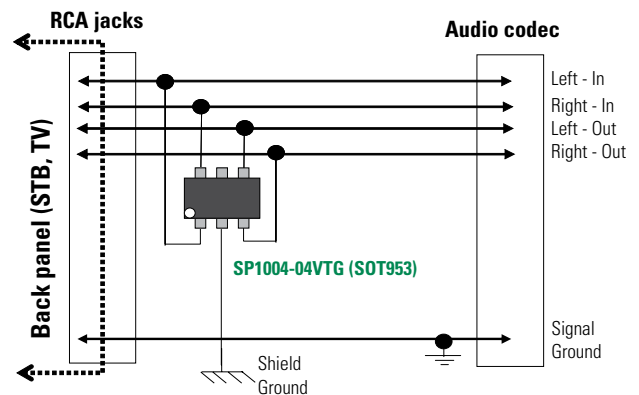 RCA jacks
Audio codec
Left - In
Right - In
Left - Out
Right - Out
Back panel (STB, TV)
SP1004-04VTG (SOT953)
Signal
Ground
Shield
Ground